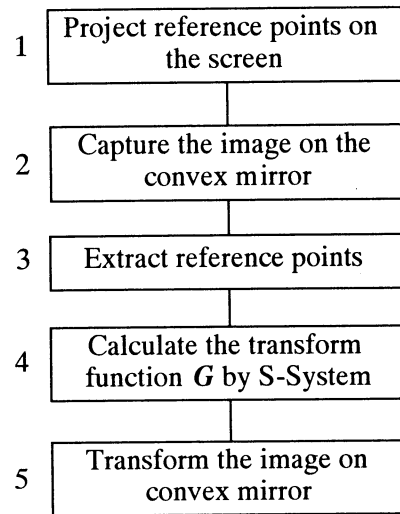 1 Project reference points on
the screen
2 Capture the image on the
convex mirror
3 Extract reference points
4 Calculate the transform
function G by S-System
5 Transform the image on
convex mirror